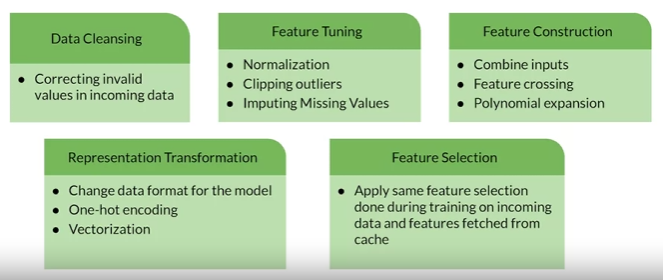 Data Cleansing
● Correcting invalid
values in incoming data
Feature Tuning
● Normalization
● Clipping outliers
● Imputing Missing Values
Feature Construction
● Combine inputs
● Feature crossing
● Polynomial expansion
Representation Transformation
● Change data format for the model
● One-hot encoding
● Vectorization
Feature Selection
● Apply same feature selection
done during training on incoming
data and features fetched from
cache